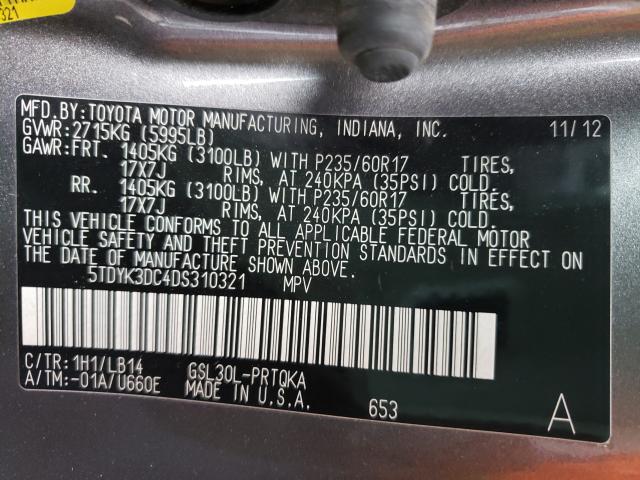 321
MFD.BY:TOYOTA MOTOR MANUFACTURING, INDIANA, INC. 11/12
GVWR:2715KG (5995LB)
GAWR:FRT. 1405KG (3100LB) WITH P235/60R17 TIRES,
17X7J RIMS, AT 240KPA (35PSI) COLD.
RR. 1405KG (3100LB) WITH P235/60R17 TIRES,
17X7J RIMS, AT 240KPA (35PSI) COLD.
THIS VEHICLE CONFORMS TO ALL APPLICABLE FEDERAL MOTOR
VEHICLE SAFETY AND THEFT PREVENTION STANDARDS IN EFFECT ON
THE DATE OF MANUFACTURE SHOWN ABOVE.
5TDYK3DC4DS310321 MPV
C/TR:1H1/LB14 GSL30L-PRTQKA
A/TM:-01A/U660E MADE IN U.S.A.
653 A